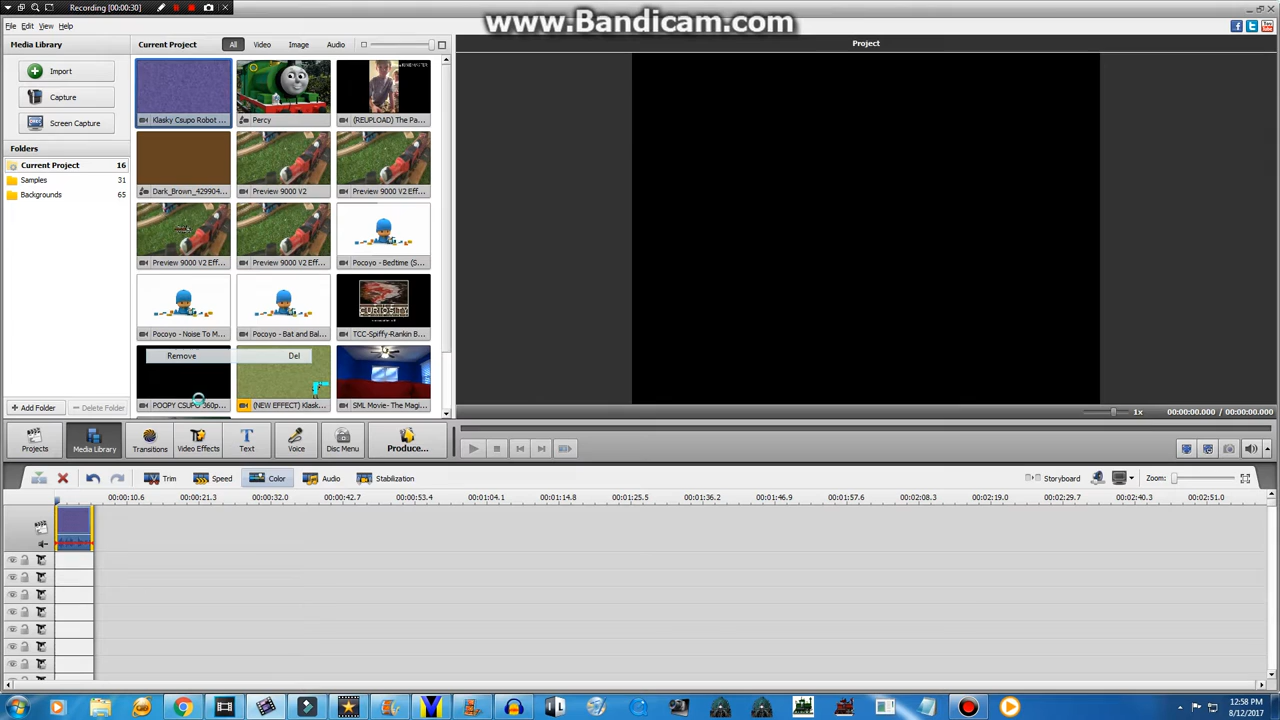 Recording [00:00:30]
www.Bandicam.com
File Edit View Help
Media Library
Current Project
All
Video
Image
Audio
Project
Import
Capture
Screen Capture
Folders
Current Project 16
Samples 31
Backgrounds 65
Klasky Csupo Robot ...
Percy
(REUPLOAD) The Pa...
Dark_Brown_429904...
Preview 9000 V2
Preview 9000 V2 Eff...
Preview 9000 V2 Eff...
Preview 9000 V2 Eff...
Pocoyo - Bedtime (S...
Pocoyo - Noise To M...
Pocoyo - Bat and Bal...
TCC-Spiffy-Rankin B...
CURIOSITY
Remove Del
POOPY CSUPO 360p...
(NEW EFFECT) Klask...
SML Movie- The Magi...
Add Folder
Delete Folder
1x
00:00:00.000 / 00:00:00.000
Projects
Media Library
Transitions
Video Effects
Text
Voice
Disc Menu
Produce...
Trim
Speed
Color
Audio
Stabilization
Storyboard
Zoom:
00:00:10.6 00:00:21.3 00:00:32.0 00:00:42.7 00:00:53.4 00:01:04.1 00:01:14.8 00:01:25.5 00:01:36.2 00:01:46.9 00:01:57.6 00:02:08.3 00:02:19.0 00:02:29.7 00:02:40.3 00:02:51.0
12:58 PM
8/12/2017